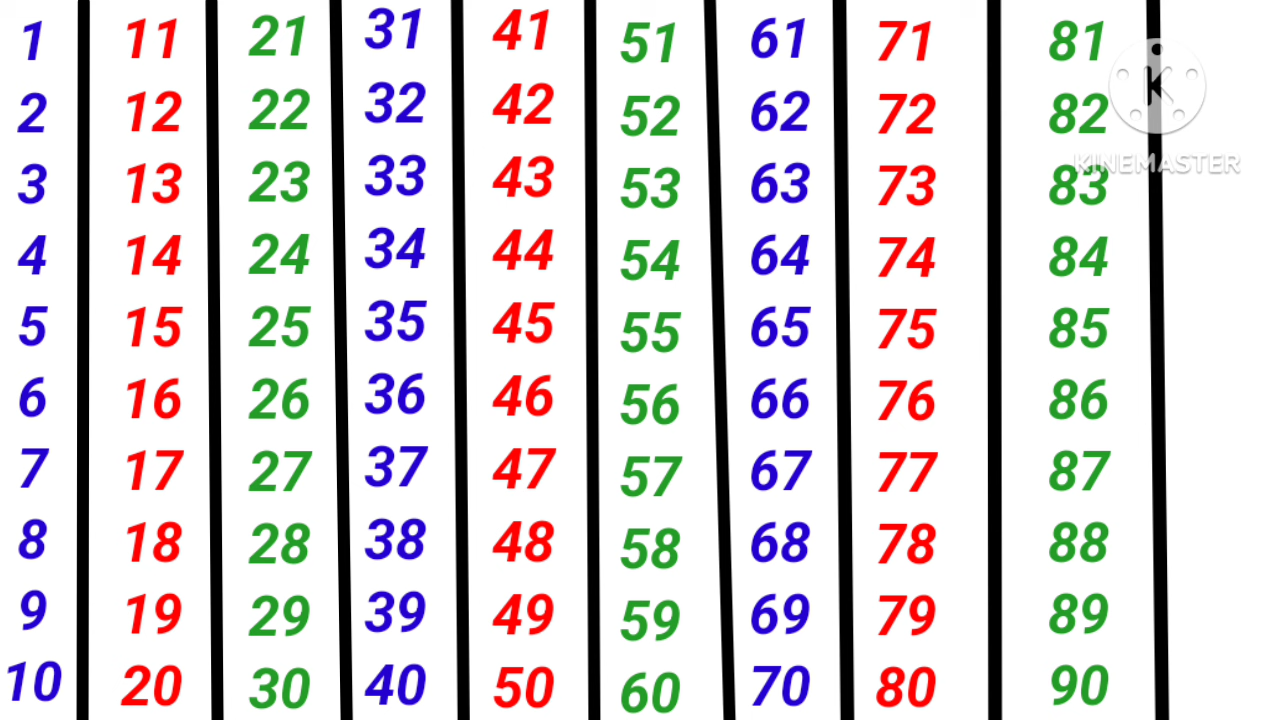 1 11 21 31 41 51 61 71 81
2 12 22 32 42 52 62 72 82
K
KINEMASTER
3 13 23 33 43 53 63 73 83
4 14 24 34 44 54 64 74 84
5 15 25 35 45 55 65 75 85
6 16 26 36 46 56 66 76 86
7 17 27 37 47 57 67 77 87
8 18 28 38 48 58 68 78 88
9 19 29 39 49 59 69 79 89
10 20 30 40 50 60 70 80 90